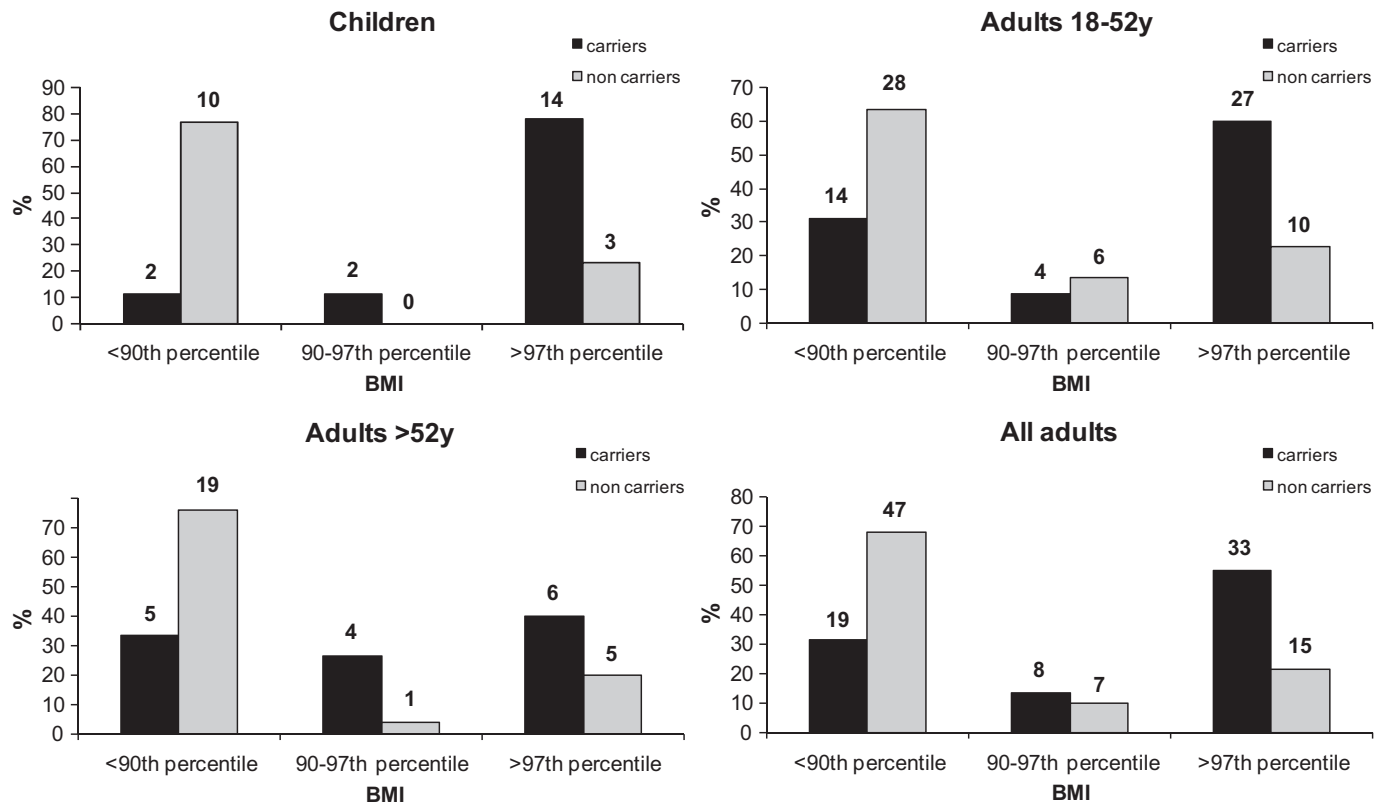 Children
carriers
non carriers
%
90
80
70
60
50
40
30
20
10
0
2
10
2
0
14
3
<90th percentile
90-97th percentile
>97th percentile
BMI
Adults 18-52y
carriers
non carriers
%
70
60
50
40
30
20
10
0
14
28
4
6
27
10
<90th percentile
90-97th percentile
>97th percentile
BMI
Adults >52y
carriers
non carriers
%
70
60
50
40
30
20
10
0
5
19
4
1
6
5
<90th percentile
90-97th percentile
>97th percentile
BMI
All adults
carriers
non carriers
%
80
70
60
50
40
30
20
10
0
19
47
8
7
33
15
<90th percentile
90-97th percentile
>97th percentile
BMI